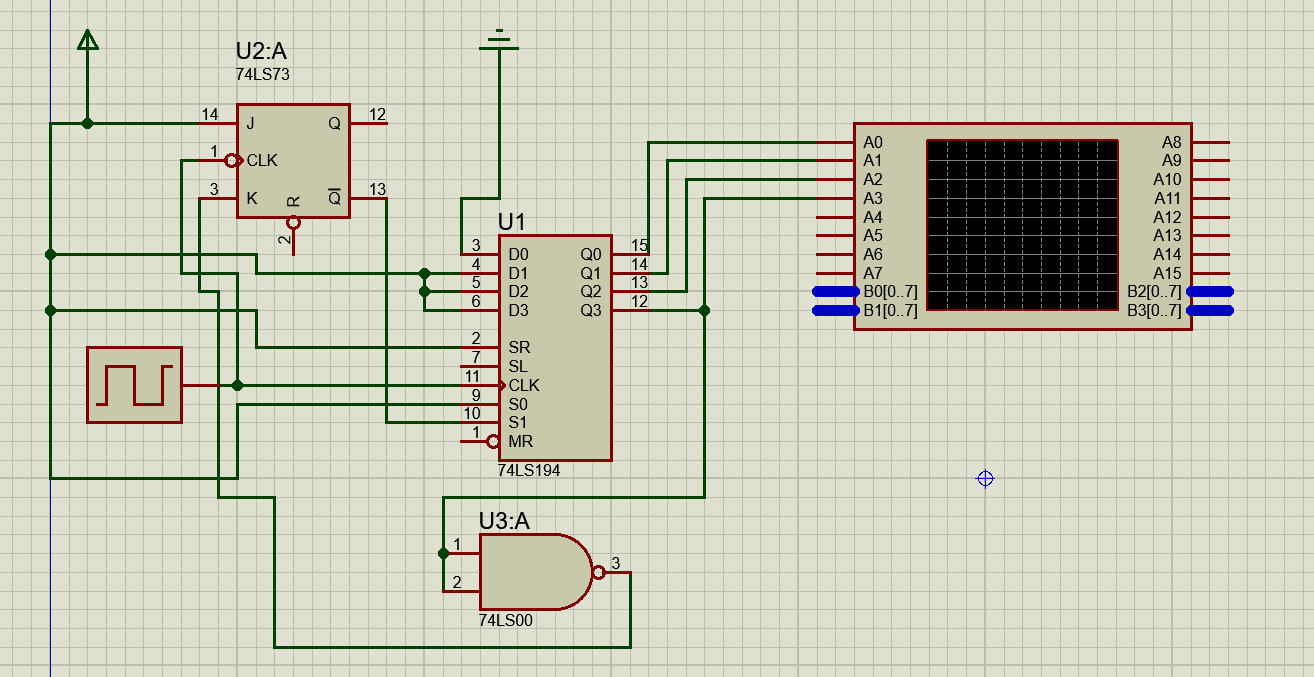 U2:A
74LS73
14 J Q 12
1 CLK
3 K R Q 13
2
U1
3 D0 Q0 15
4 D1 Q1 14
5 D2 Q2 13
6 D3 Q3 12
2 SR
7 SL
11 CLK
9 S0
10 S1
1 MR
74LS194
A0 A8
A1 A9
A2 A10
A3 A11
A4 A12
A5 A13
A6 A14
A7 A15
B0[0..7] B2[0..7]
B1[0..7] B3[0..7]
U3:A
1
3
2
74LS00